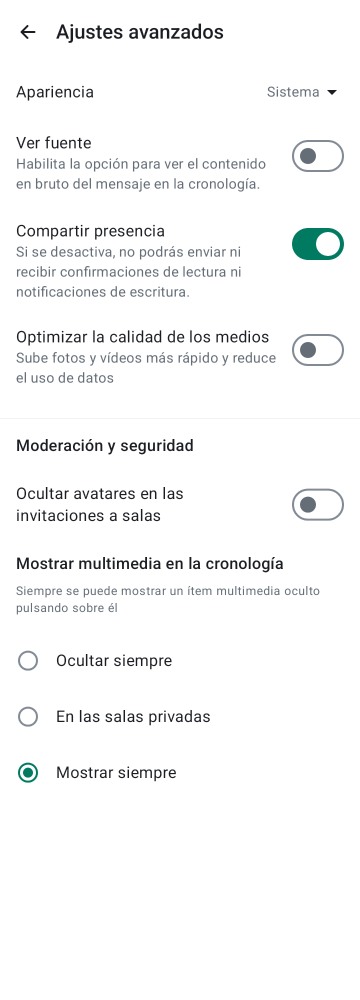 Ajustes avanzados
Apariencia
Sistema
Ver fuente
Habilita la opción para ver el contenido
en bruto del mensaje en la cronología.
Compartir presencia
Si se desactiva, no podrás enviar ni
recibir confirmaciones de lectura ni
notificaciones de escritura.
Optimizar la calidad de los medios
Sube fotos y vídeos más rápido y reduce
el uso de datos
Moderación y seguridad
Ocultar avatares en las
invitaciones a salas
Mostrar multimedia en la cronología
Siempre se puede mostrar un ítem multimedia oculto
pulsando sobre él
Ocultar siempre
En las salas privadas
Mostrar siempre